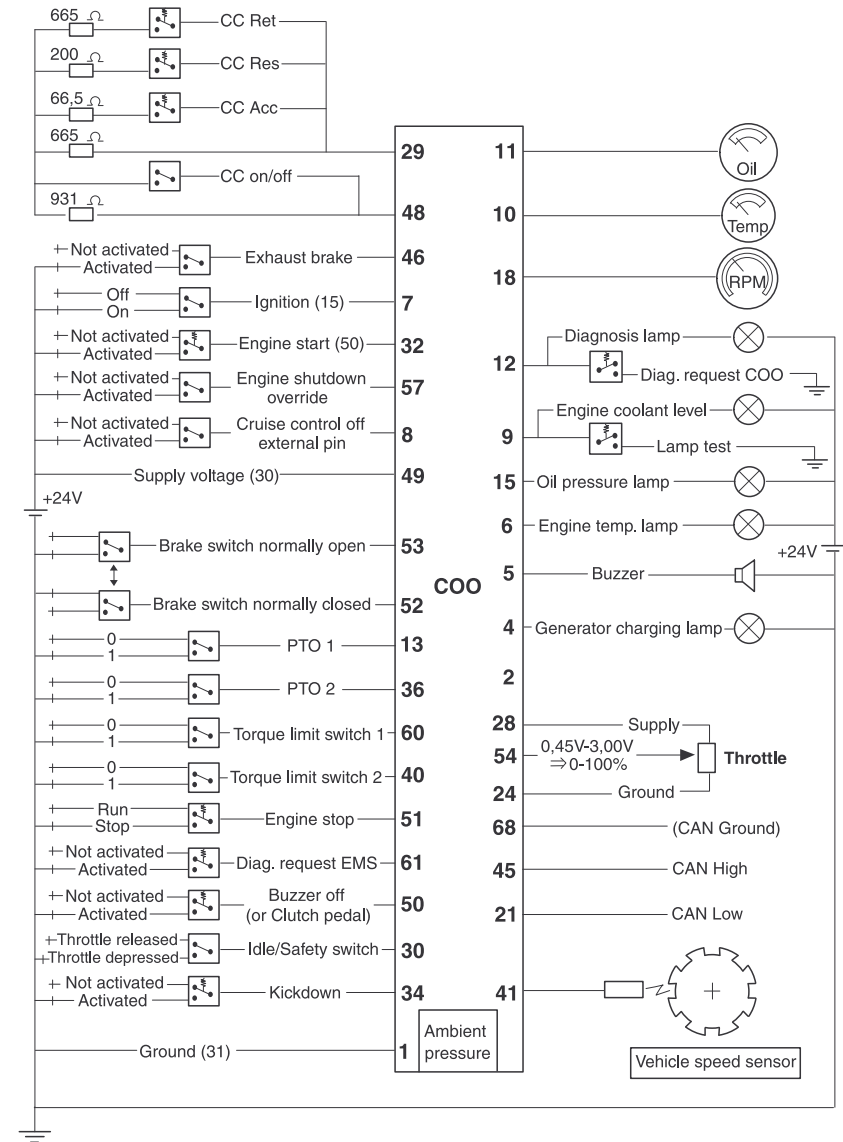 665 Ω
CC Ret
200 Ω
CC Res
66,5 Ω
CC Acc
665 Ω
29
CC on/off
931 Ω
48
Not activated
Activated
Exhaust brake
46
Off
On
Ignition (15)
7
Not activated
Activated
Engine start (50)
32
Not activated
Activated
Engine shutdown
override
57
Not activated
Activated
Cruise control off
external pin
8
Supply voltage (30)
49
+24V
Brake switch normally open
53
Brake switch normally closed
52
0
1
PTO 1
13
0
1
PTO 2
36
0
1
Torque limit switch 1
60
0
1
Torque limit switch 2
40
Run
Stop
Engine stop
51
Not activated
Activated
Diag. request EMS
61
Not activated
Activated
Buzzer off
(or Clutch pedal)
50
Throttle released
Throttle depressed
Idle/Safety switch
30
Not activated
Activated
Kickdown
34
Ground (31)
1
COO
Ambient
pressure
11
Oil
10
Temp
18
RPM
12
Diagnosis lamp
Diag. request COO
9
Engine coolant level
Lamp test
15
Oil pressure lamp
6
Engine temp. lamp
+24V
5
Buzzer
4
Generator charging lamp
2
28
Supply
54
0,45V-3,00V
⇒0-100%
Throttle
24
Ground
68
(CAN Ground)
45
CAN High
21
CAN Low
41
Vehicle speed sensor